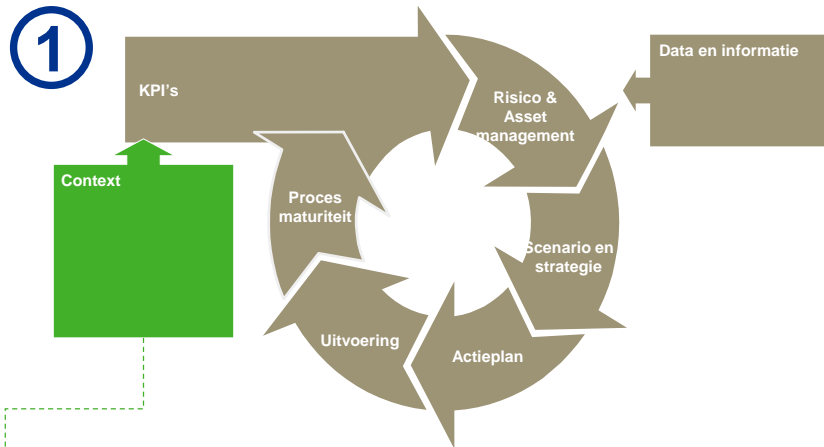 1
KPI's
Data en informatie
Risico &
Asset
management
Context
Proces
maturiteit
Scenario en
strategie
Uitvoering
Actieplan